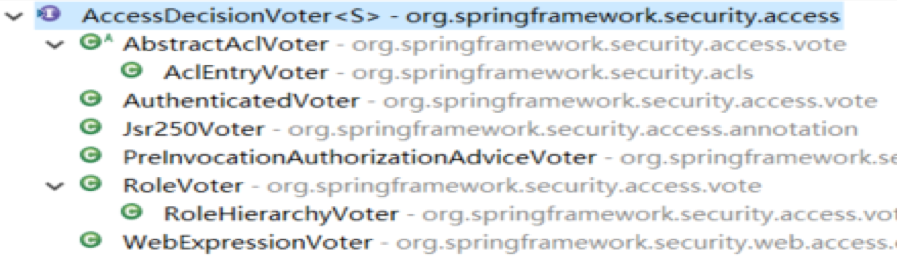 AccessDecisionVoter<S> - org.springframework.security.access
AbstractAclVoter - org.springframework.security.access.vote
AclEntryVoter - org.springframework.security.acls
AuthenticatedVoter - org.springframework.security.access.vote
Jsr250Voter - org.springframework.security.access.annotation
PreInvocationAuthorizationAdviceVoter - org.springframework.se
RoleVoter - org.springframework.security.access.vote
RoleHierarchyVoter - org.springframework.security.access.vot
WebExpressionVoter - org.springframework.security.web.access.